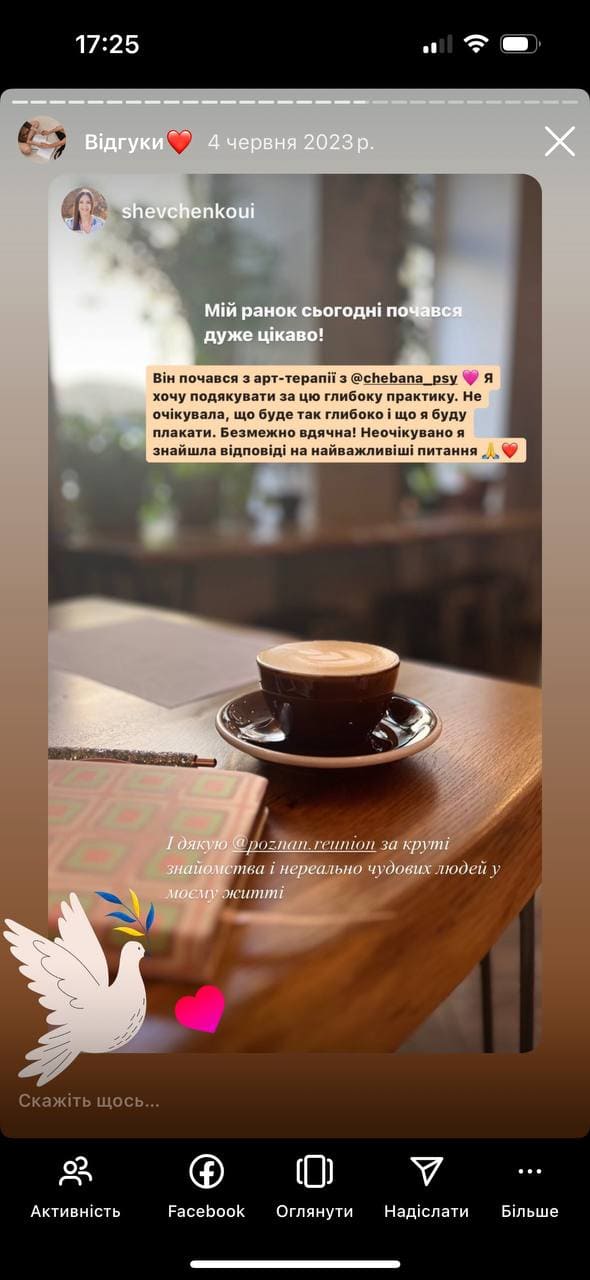 17:25
Відгуки❤️ 4 червня 2023 р.
shevchenkoui
Мій ранок сьогодні почався
дуже цікаво!
Він почався з арт-терапії з @chebana_psy 💗 Я
хочу подякувати за цю глибоку практику. Не
очікувала, що буде так глибоко і що я буду
плакати. Безмежно вдячна! Неочікувано я
знайшла відповіді на найважливіші питання 🙏❤️
І дякую @poznan.reunion за круті
знайомства і нереально чудових людей у
моєму житті
Скажіть щось...
Активність Facebook Оглянути Надіслати Більше